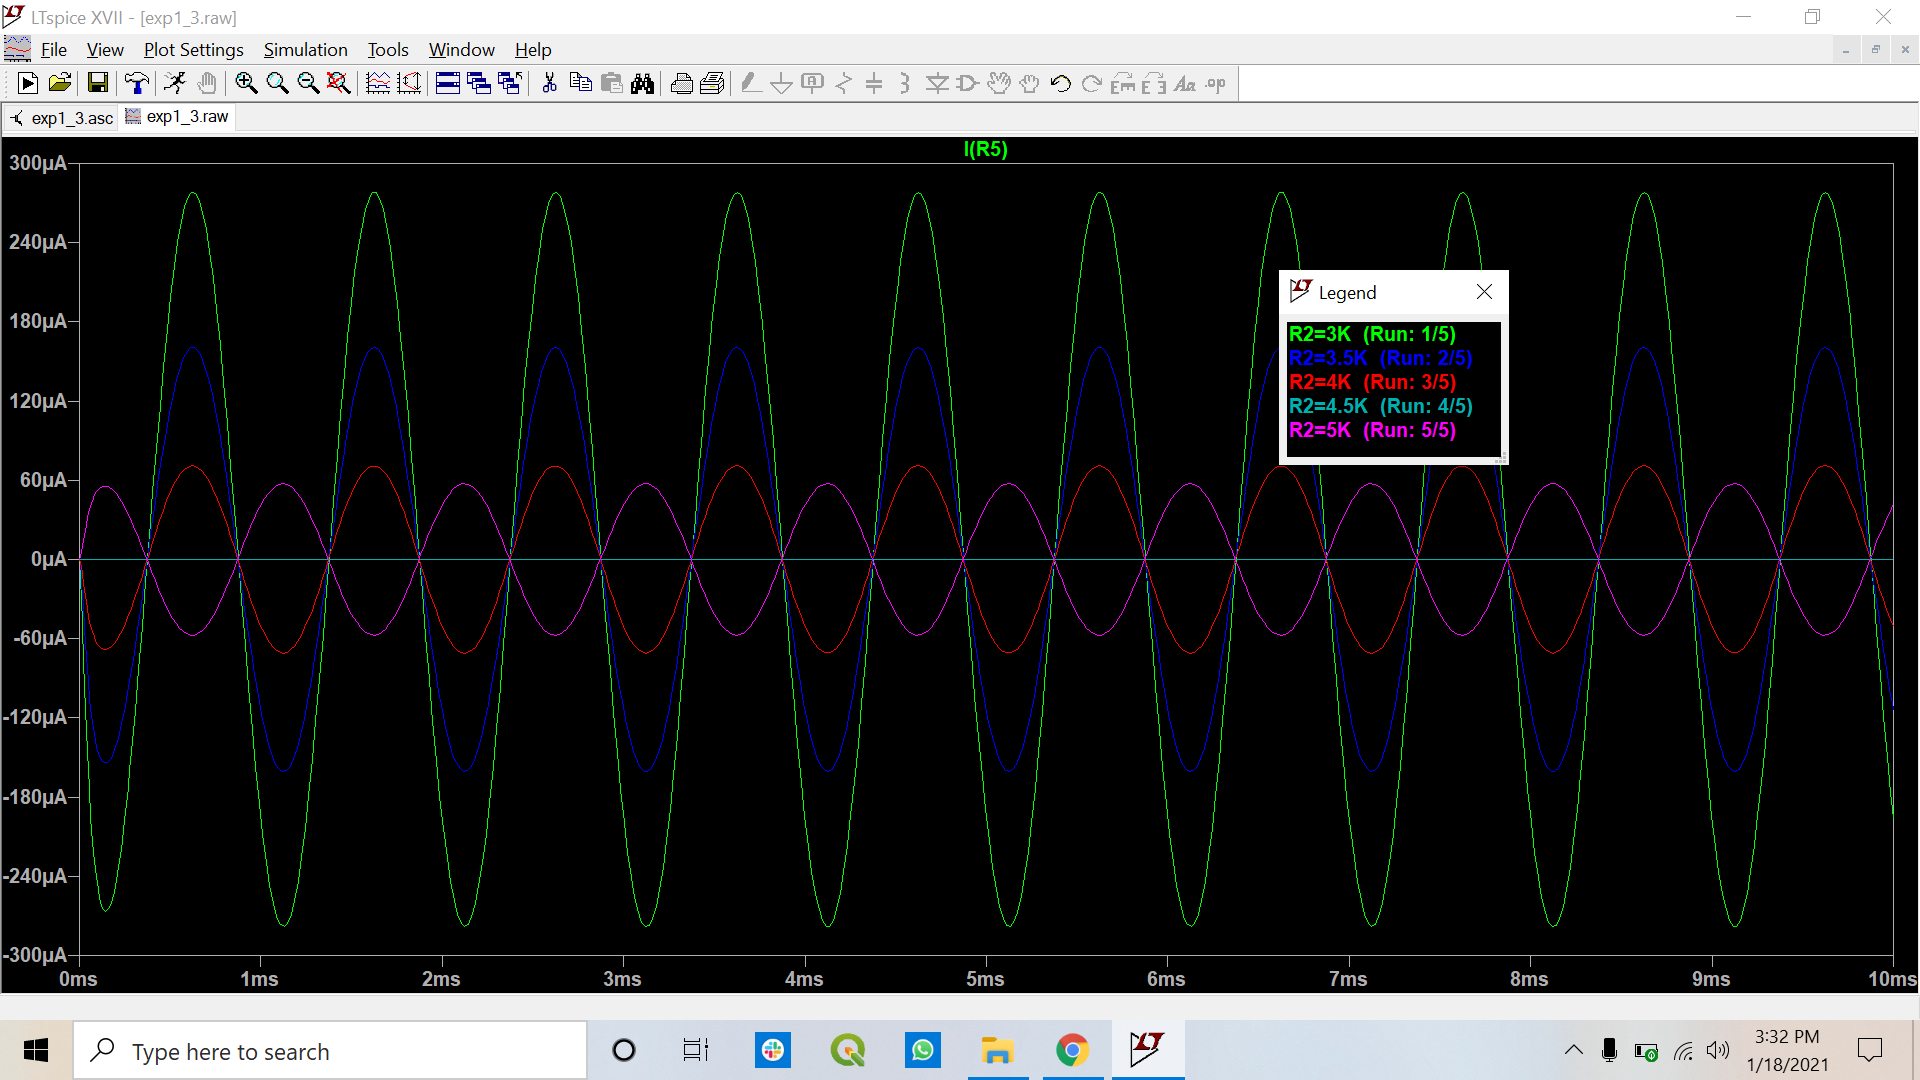 LTspice XVII - [exp1_3.raw]
File View Plot Settings Simulation Tools Window Help
exp1_3.asc exp1_3.raw
I(R5)
300µA
240µA
180µA
120µA
60µA
0µA
-60µA
-120µA
-180µA
-240µA
-300µA
0ms 1ms 2ms 3ms 4ms 5ms 6ms 7ms 8ms 9ms 10ms
Legend
R2=3K (Run: 1/5)
R2=3.5K (Run: 2/5)
R2=4K (Run: 3/5)
R2=4.5K (Run: 4/5)
R2=5K (Run: 5/5)
Type here to search
3:32 PM
1/18/2021